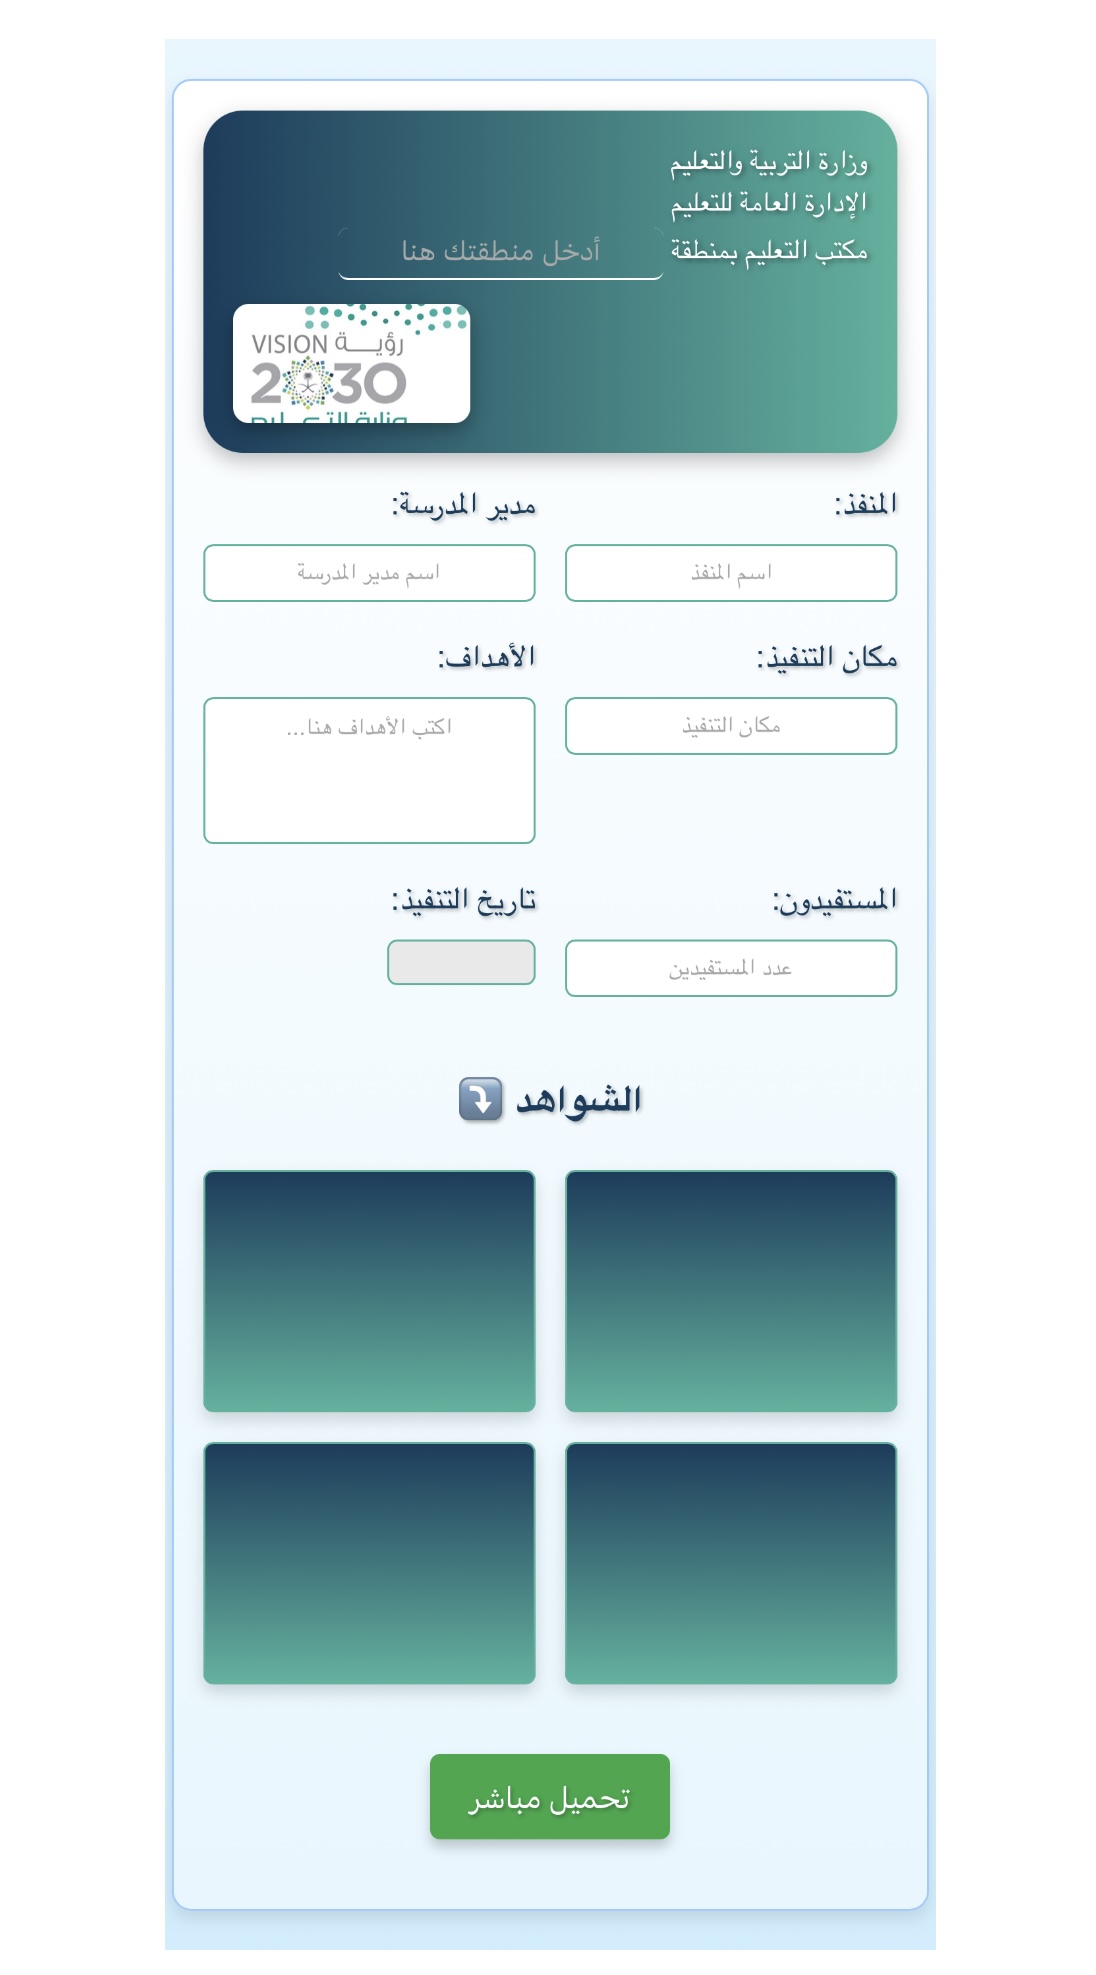 وزارة التربية والتعليم
الإدارة العامة للتعليم
مكتب التعليم بمنطقة أدخل منطقتك هنا
VISION رؤيـــة
2030
وزارة التعليم
المنفذ:
اسم المنفذ
مدير المدرسة:
اسم مدير المدرسة
مكان التنفيذ:
مكان التنفيذ
الأهداف:
اكتب الأهداف هنا...
المستفيدون:
عدد المستفيدين
تاريخ التنفيذ:
الشواهد ⤵️
تحميل مباشر